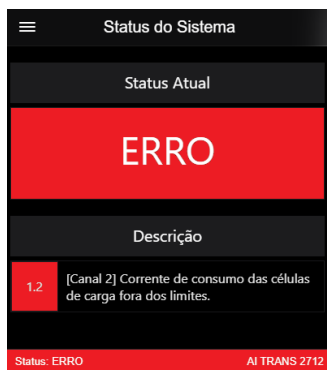 Status do Sistema
Status Atual
ERRO
Descrição
1.2 [Canal 2] Corrente de consumo das células
de carga fora dos limites.
Status: ERRO AI TRANS 2712